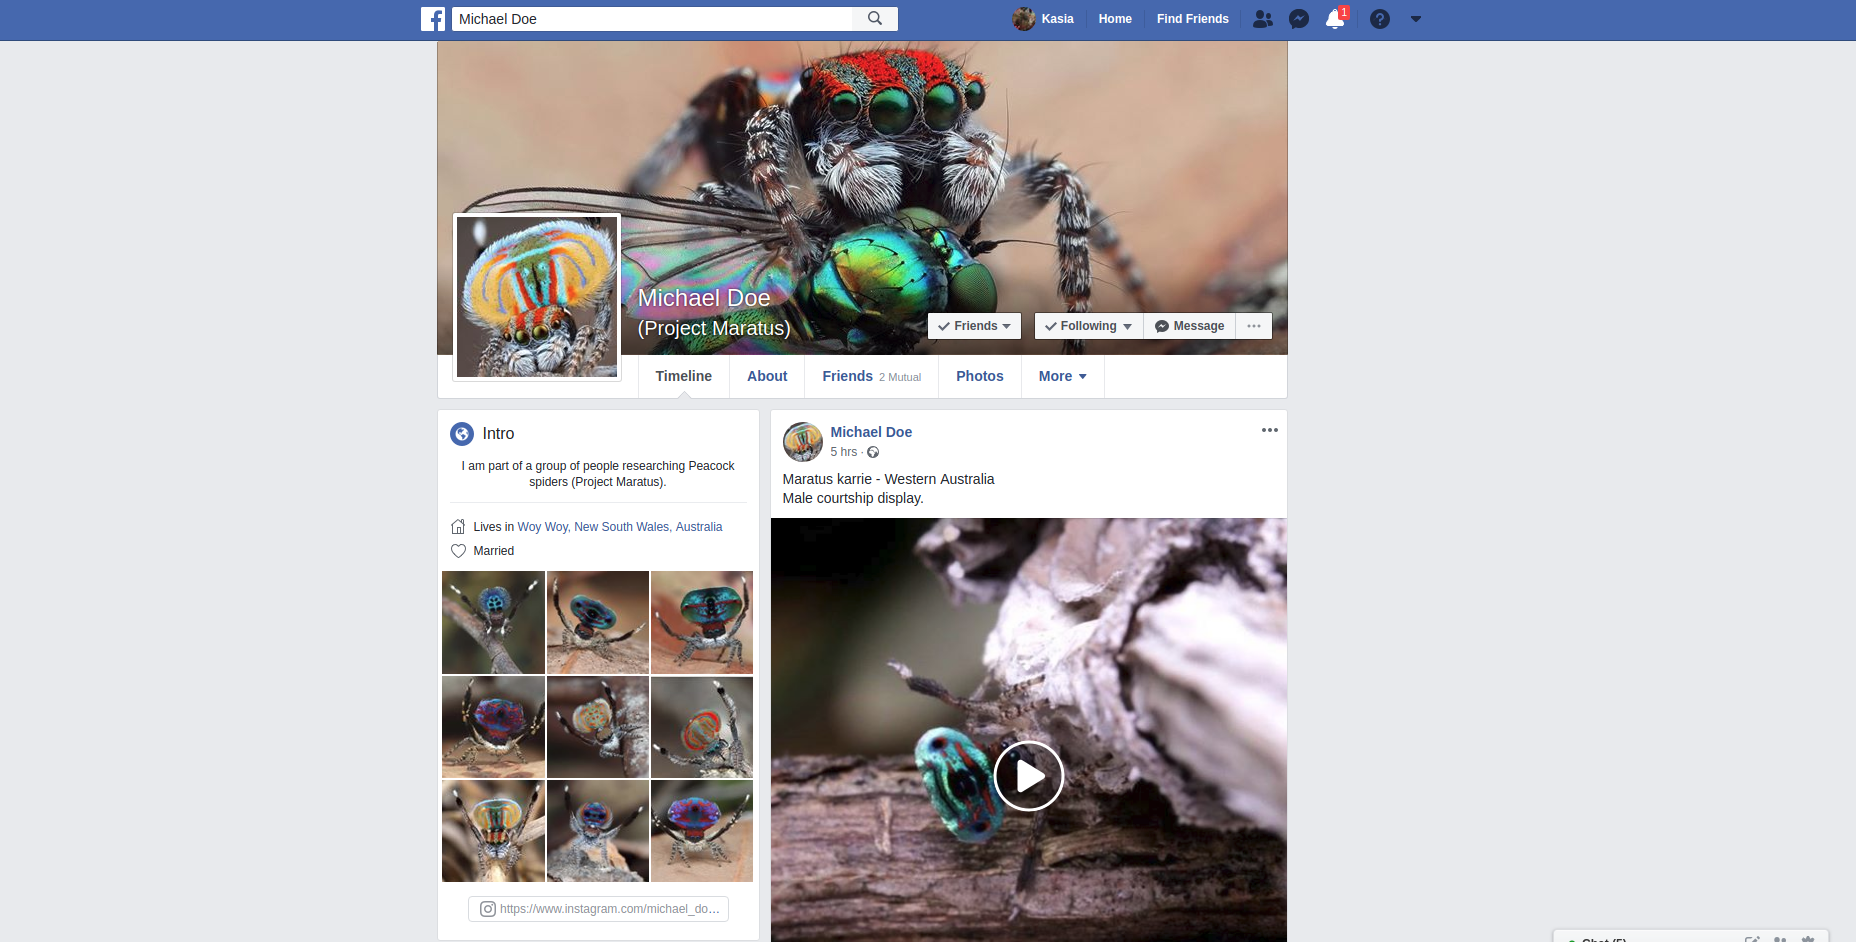 Michael Doe
Kasia
Home
Find Friends
1
Michael Doe
(Project Maratus)
Friends
Following
Message
Timeline
About
Friends 2 Mutual
Photos
More
Intro
I am part of a group of people researching Peacock
spiders (Project Maratus).
Lives in Woy Woy, New South Wales, Australia
Married
https://www.instagram.com/michael_do...
Michael Doe
5 hrs ·
Maratus karrie - Western Australia
Male courtship display.
Chat (5)